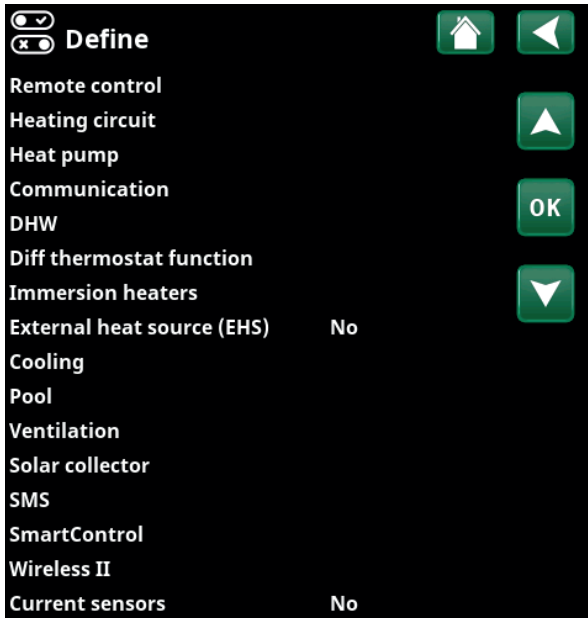 Define
Remote control
Heating circuit
Heat pump
Communication
OK
DHW
Diff thermostat function
Immersion heaters
External heat source (EHS) No
Cooling
Pool
Ventilation
Solar collector
SMS
SmartControl
Wireless II
Current sensors No